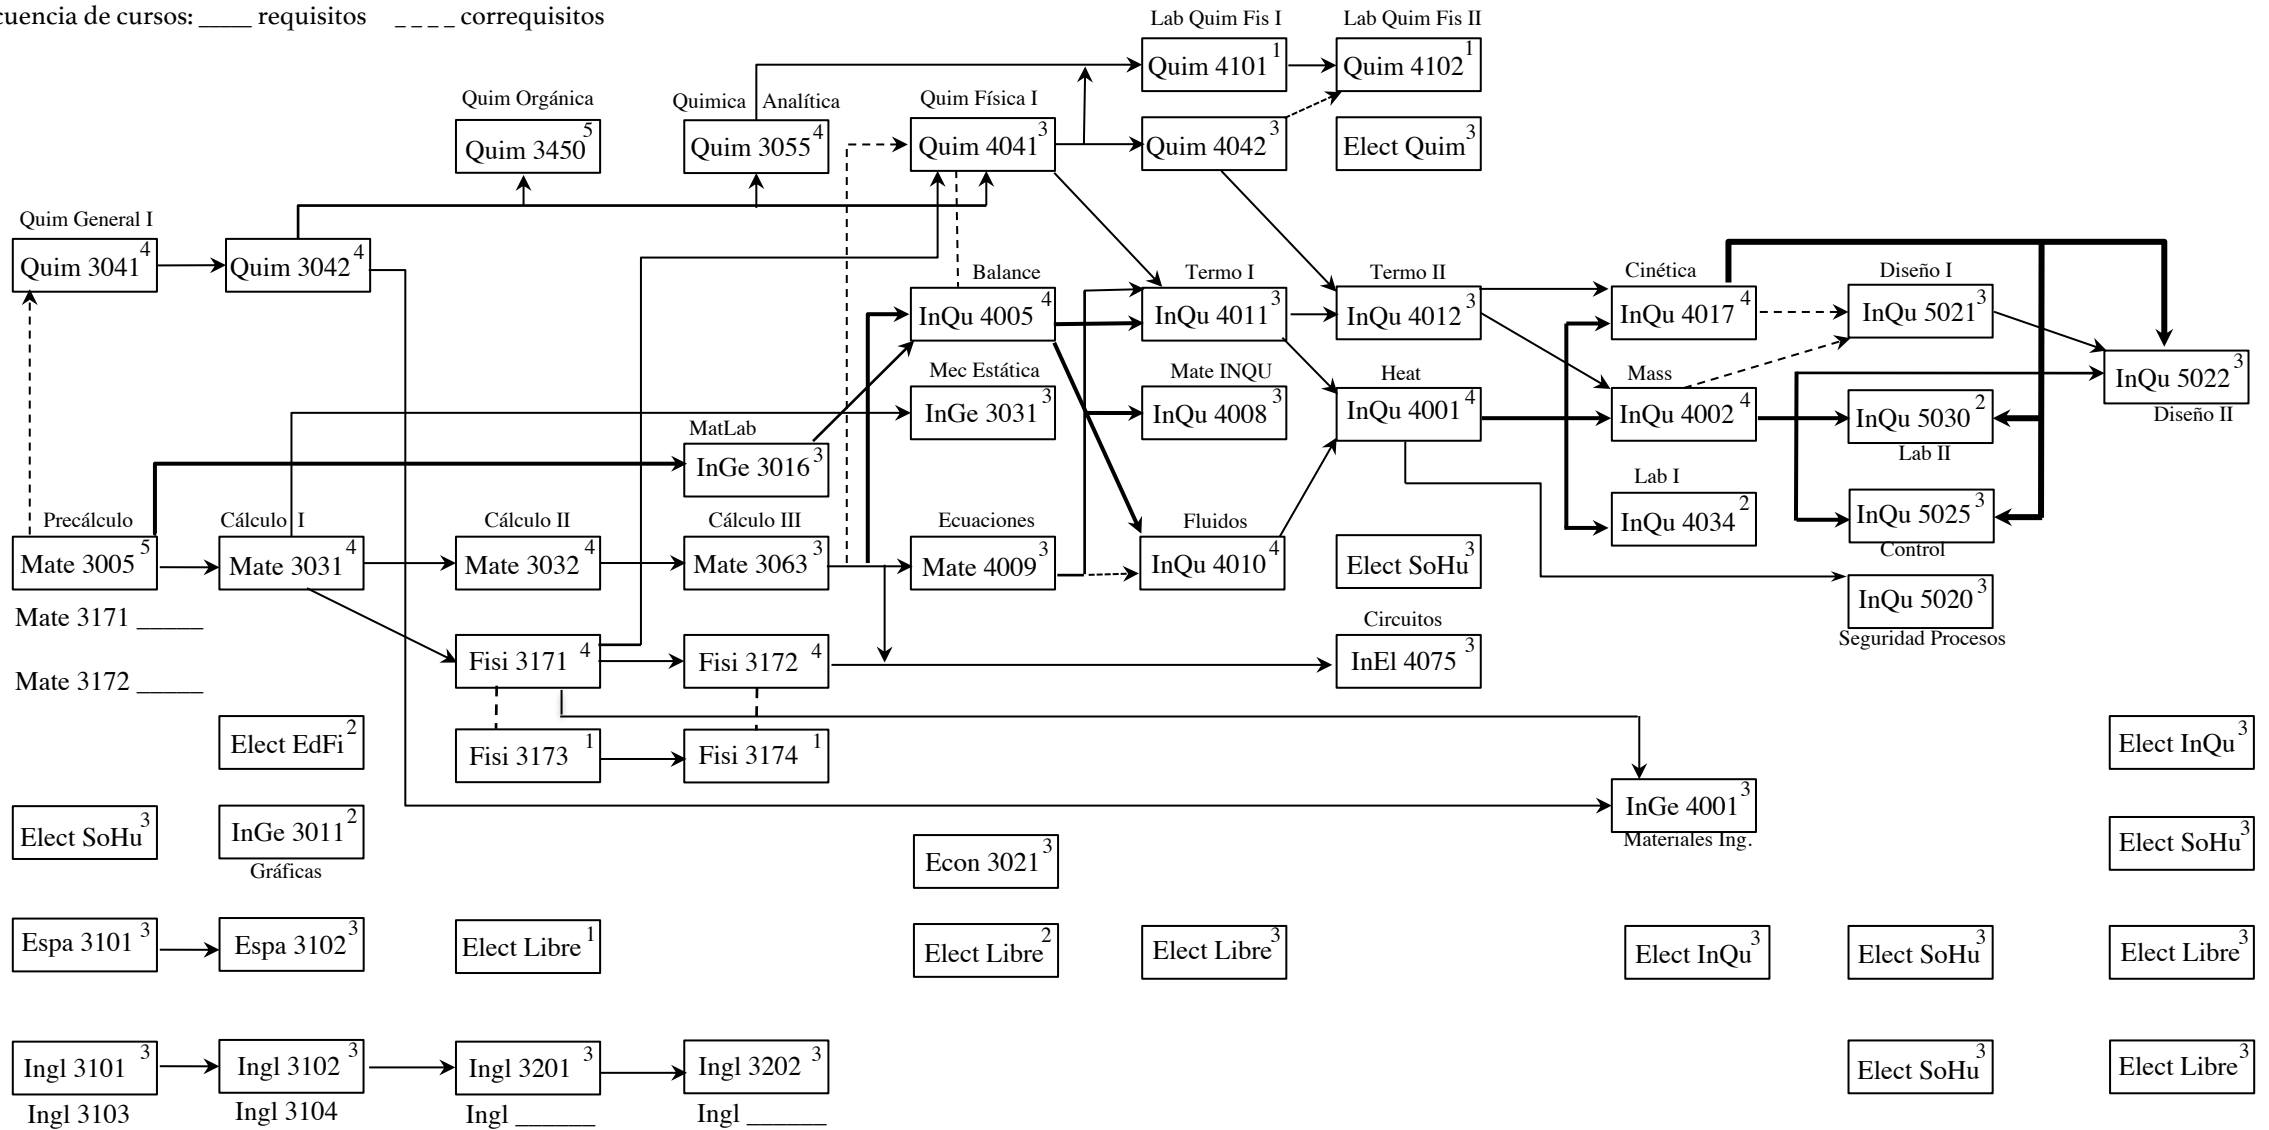 cuencia de cursos: _____ requisitos _ _ _ _ correquisitos
Lab Quim Fis I
Lab Quim Fis II
Quim 4101 1
Quim 4102 1
Quim Orgánica
Quimica Analítica
Quim Física I
Quim 3450 5
Quim 3055 4
Quim 4041 3
Quim 4042 3
Elect Quim 3
Quim General I
Quim 3041 4
Quim 3042 4
Balance
Termo I
Termo II
Cinética
Diseño I
InQu 4005 4
InQu 4011 3
InQu 4012 3
InQu 4017 4
InQu 5021 3
InQu 5022 3
Diseño II
Mec Estática
Mate INQU
Heat
Mass
InGe 3031 3
InQu 4008 3
InQu 4001 4
InQu 4002 4
InQu 5030 2
Lab II
MatLab
InGe 3016 3
Lab I
InQu 4034 2
InQu 5025 3
Control
Precálculo
Cálculo I
Cálculo II
Cálculo III
Ecuaciones
Fluidos
Mate 3005 5
Mate 3031 4
Mate 3032 4
Mate 3063 3
Mate 4009 3
InQu 4010 4
Elect SoHu 3
InQu 5020 3
Seguridad Procesos
Mate 3171 _____
Circuitos
Fisi 3171 4
Fisi 3172 4
InEl 4075 3
Mate 3172 _____
Elect EdFi 2
Fisi 3173 1
Fisi 3174 1
Elect InQu 3
InGe 4001 3
Materiales Ing.
Elect SoHu 3
InGe 3011 2
Gráficas
Econ 3021 3
Elect SoHu 3
Espa 3101 3
Espa 3102 3
Elect Libre 1
Elect Libre 2
Elect Libre 3
Elect InQu 3
Elect SoHu 3
Elect Libre 3
Ingl 3101 3
Ingl 3102 3
Ingl 3201 3
Ingl 3202 3
Elect SoHu 3
Elect Libre 3
Ingl 3103
Ingl 3104
Ingl ______
Ingl ______